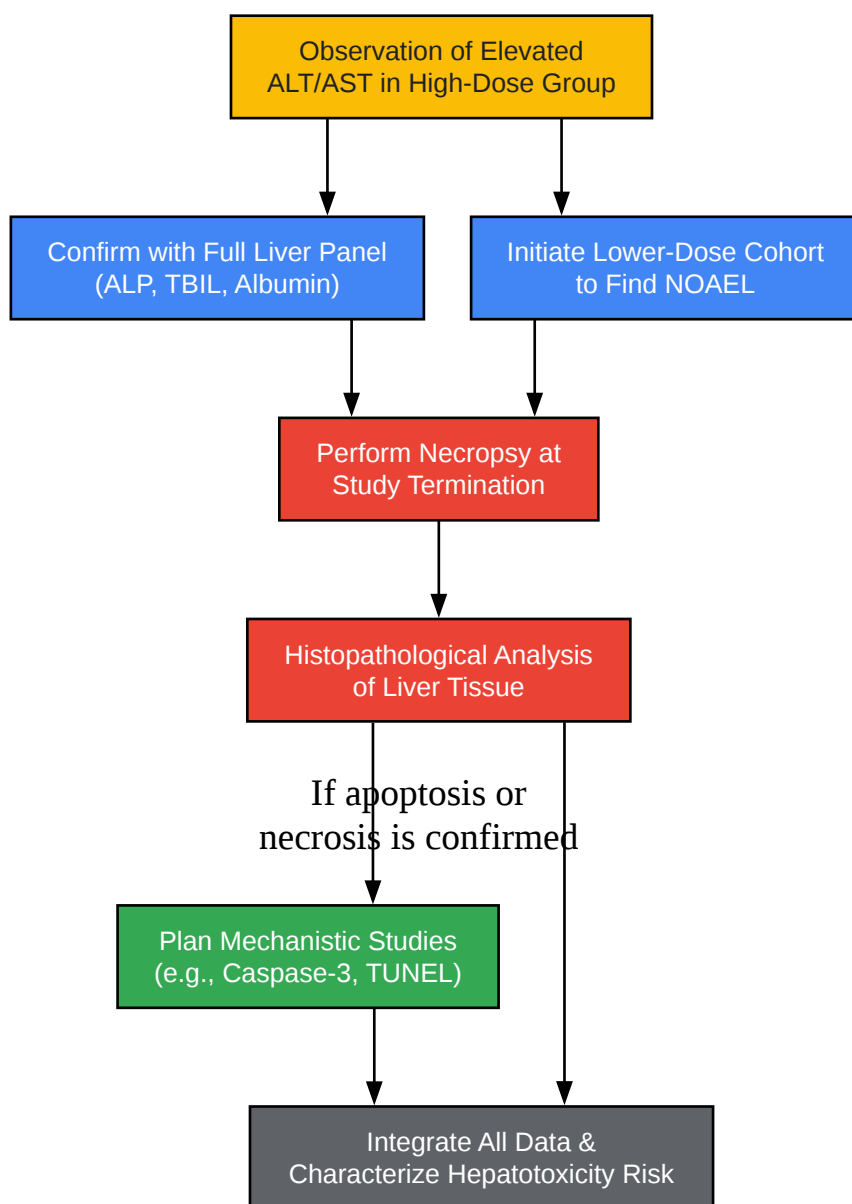 Observation of Elevated
ALT/AST in High-Dose Group
Confirm with Full Liver Panel
(ALP, TBIL, Albumin)
Initiate Lower-Dose Cohort
to Find NOAEL
Perform Necropsy at
Study Termination
Histopathological Analysis
of Liver Tissue
If apoptosis or
necrosis is confirmed
Plan Mechanistic Studies
(e.g., Caspase-3, TUNEL)
Integrate All Data &
Characterize Hepatotoxicity Risk